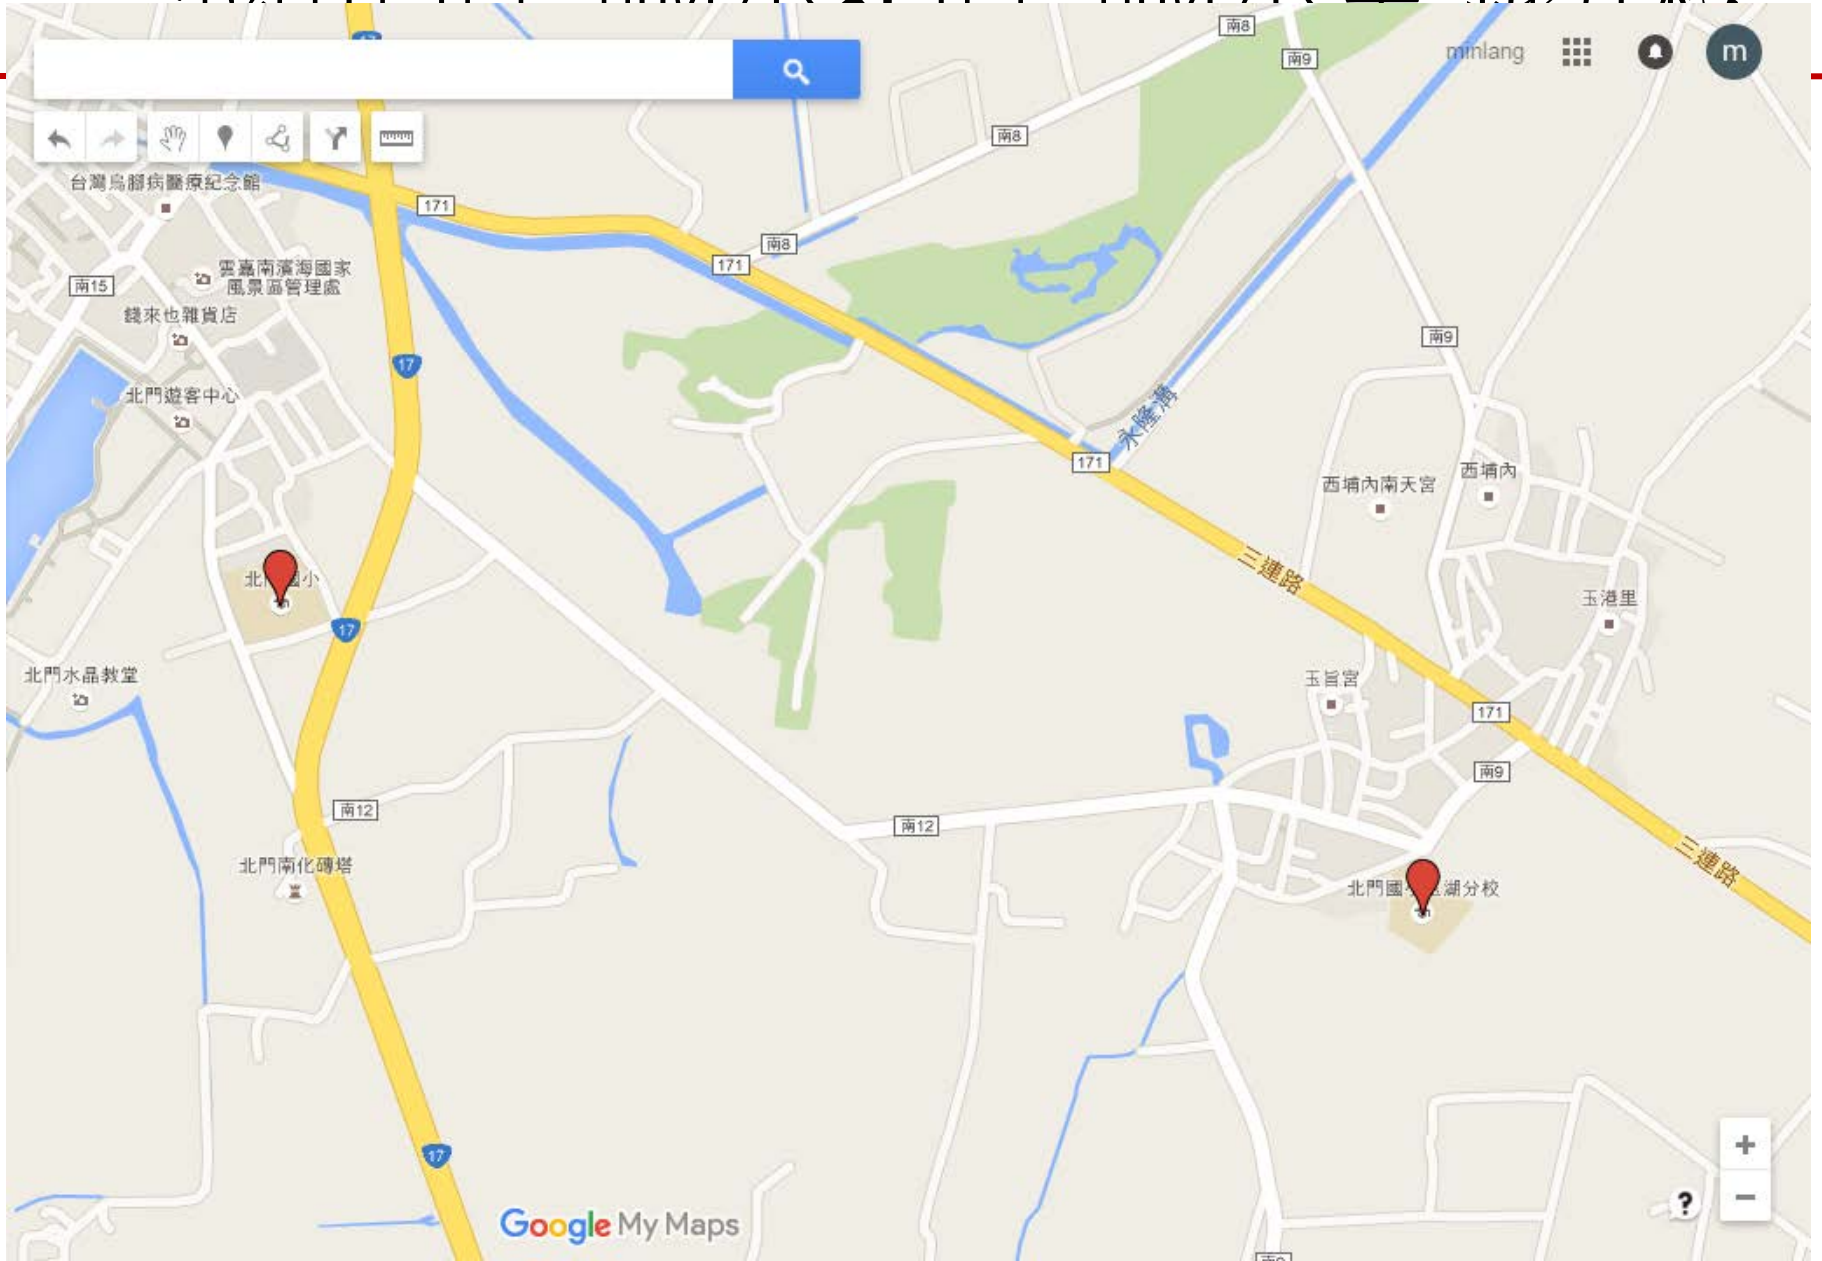 南8
17
南9
minlang
m
南8
台灣烏腳病醫療紀念館
171
南8
171
雲嘉南濱海國家
風景區管理處
南15
錢來也雜貨店
南9
17
北門遊客中心
永隆溝
171
西埔內
西埔內南天宮
三連路
北
國小
玉港里
17
北門水晶教堂
玉旨宮
171
南9
南12
南12
三連路
北門南化磚塔
北門國
湖分校
17
+
?
−
Google My Maps